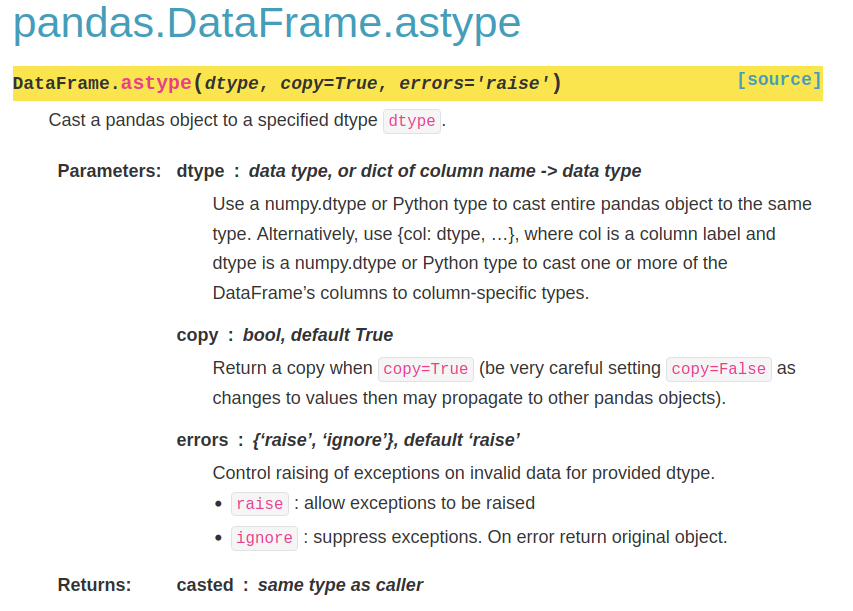 pandas.DataFrame.astype
DataFrame.astype(dtype, copy=True, errors='raise') [source]
Cast a pandas object to a specified dtype dtype.
Parameters: dtype : data type, or dict of column name -> data type
Use a numpy.dtype or Python type to cast entire pandas object to the same
type. Alternatively, use {col: dtype, …}, where col is a column label and
dtype is a numpy.dtype or Python type to cast one or more of the
DataFrame’s columns to column-specific types.
copy : bool, default True
Return a copy when copy=True (be very careful setting copy=False as
changes to values then may propagate to other pandas objects).
errors : {‘raise’, ‘ignore’}, default ‘raise’
Control raising of exceptions on invalid data for provided dtype.
• raise : allow exceptions to be raised
• ignore : suppress exceptions. On error return original object.
Returns: casted : same type as caller